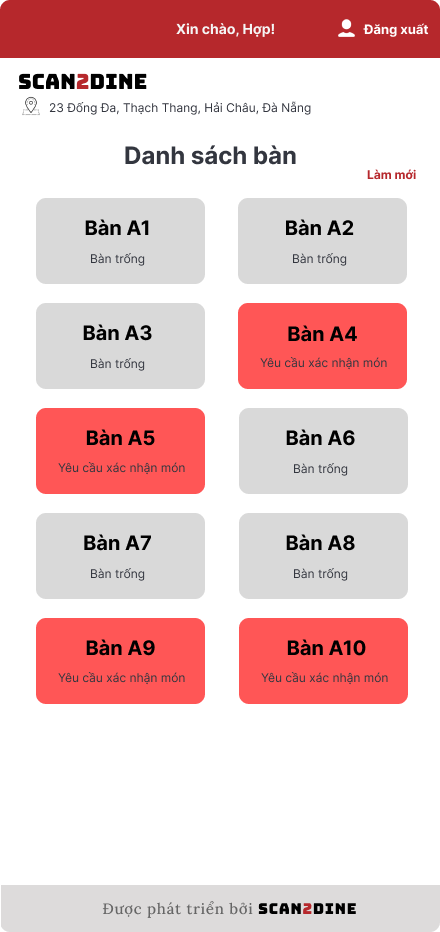 Xin chào, Hợp!
Đăng xuất
SCAN2DINE
23 Đống Đa, Thạch Thang, Hải Châu, Đà Nẵng
Danh sách bàn
Làm mới
Bàn A1
Bàn trống
Bàn A2
Bàn trống
Bàn A3
Bàn trống
Bàn A4
Yêu cầu xác nhận món
Bàn A5
Yêu cầu xác nhận món
Bàn A6
Bàn trống
Bàn A7
Bàn trống
Bàn A8
Bàn trống
Bàn A9
Yêu cầu xác nhận món
Bàn A10
Yêu cầu xác nhận món
Được phát triển bởi SCAN2DINE